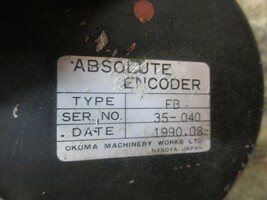 ABSOLUTE
ENCODER
TYPE FB
SER. NO. 35-040
DATE 1990.08
OKUMA MACHINERY WORKS LTD.
NAGOYA JAPAN